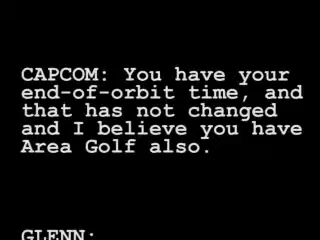 CAPCOM: You have your
end-of-orbit time, and
that has not changed
and I believe you have
Area Golf also.
GLENN: